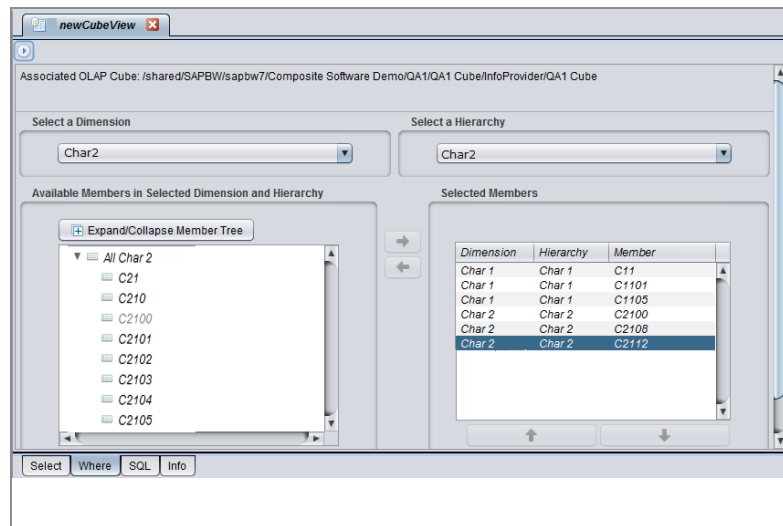 newCubeView
Associated OLAP Cube: /shared/SAPBW/sapbw7/Composite Software Demo/QA1/QA1 Cube/InfoProvider/QA1 Cube
Select a Dimension
Select a Hierarchy
Char2
Char2
Available Members in Selected Dimension and Hierarchy
Selected Members
Expand/Collapse Member Tree
All Char 2
C21
C210
C2100
C2101
C2102
C2103
C2104
C2105
Dimension Hierarchy Member
Char 1 Char 1 C11
Char 1 Char 1 C1101
Char 1 Char 1 C1105
Char 2 Char 2 C2100
Char 2 Char 2 C2108
Char 2 Char 2 C2112
Select Where SQL Info